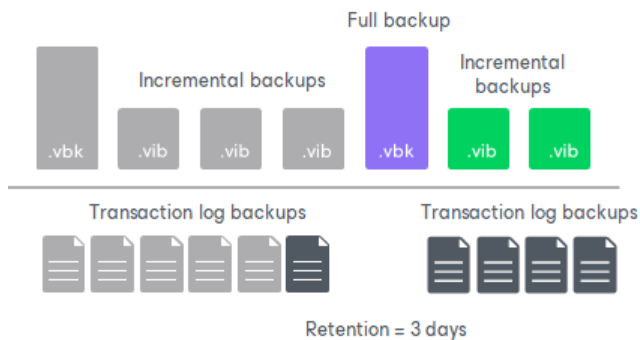 Full backup
Incremental backups
Incremental
backups
.vbk
.vib
.vib
.vib
.vbk
.vib
.vib
Transaction log backups
Transaction log backups
Retention = 3 days